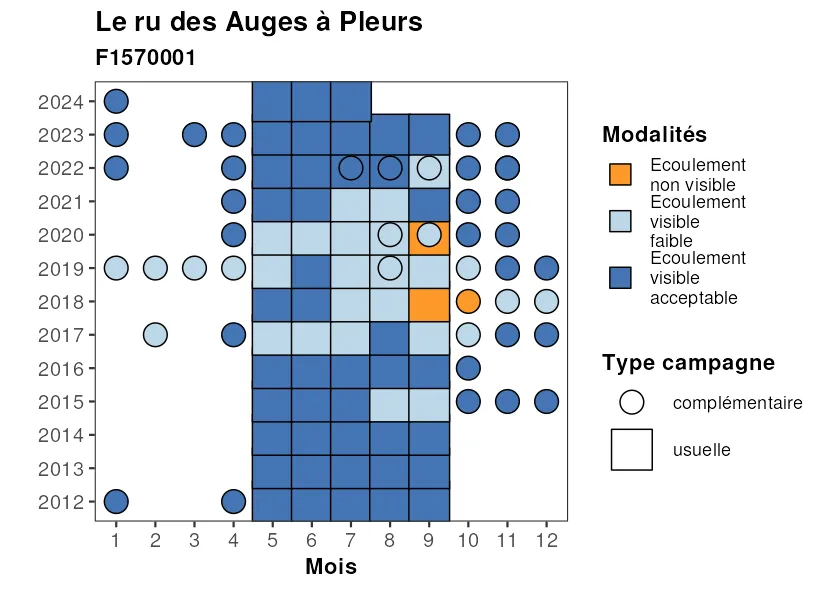 Le ru des Auges à Pleurs
F1570001
2024
2023
2022
2021
2020
2019
2018
2017
2016
2015
2014
2013
2012
1 2 3 4 5 6 7 8 9 10 11 12
Mois
Modalités
Ecoulement
non visible
Ecoulement
visible
faible
Ecoulement
visible
acceptable
Type campagne
complémentaire
usuelle